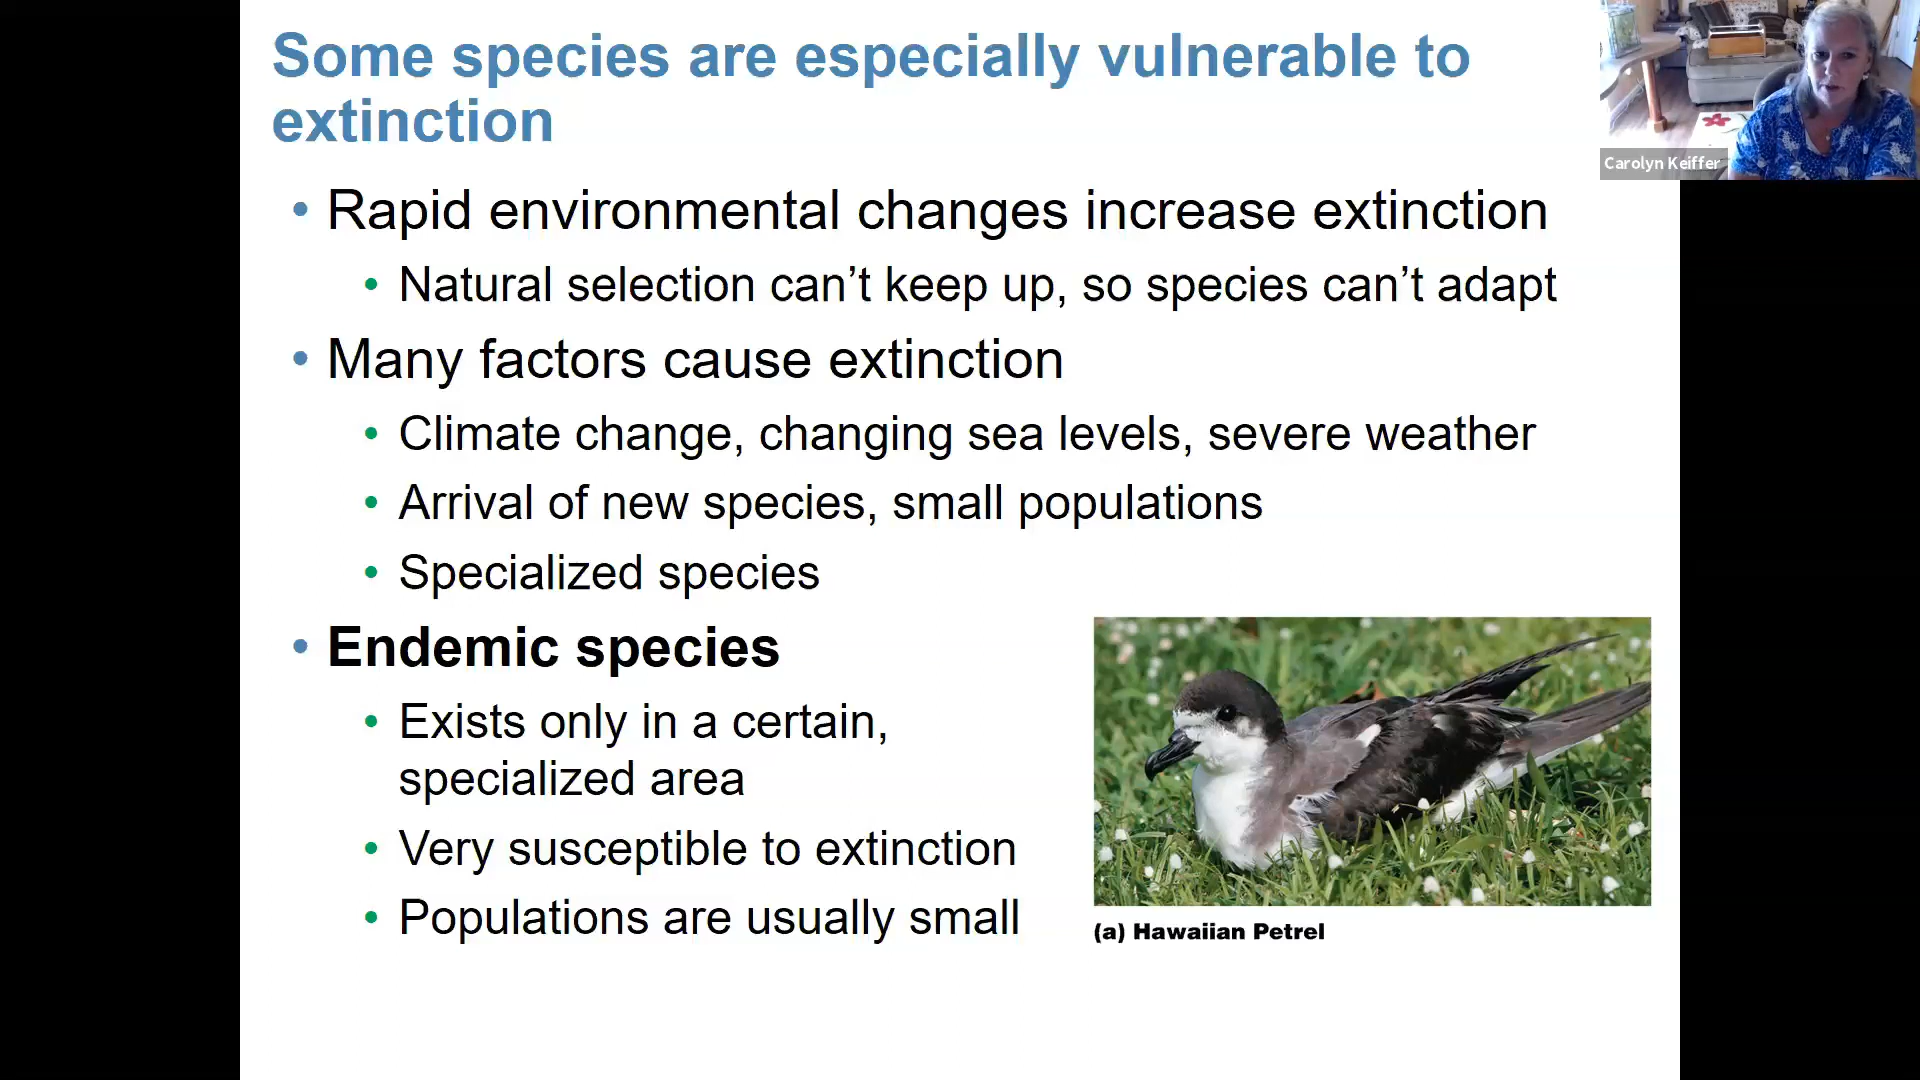 Some species are especially vulnerable to
extinction
Carolyn Keiffer
• Rapid environmental changes increase extinction
• Natural selection can’t keep up, so species can’t adapt
• Many factors cause extinction
• Climate change, changing sea levels, severe weather
• Arrival of new species, small populations
• Specialized species
• Endemic species
• Exists only in a certain,
specialized area
• Very susceptible to extinction
• Populations are usually small
(a) Hawaiian Petrel